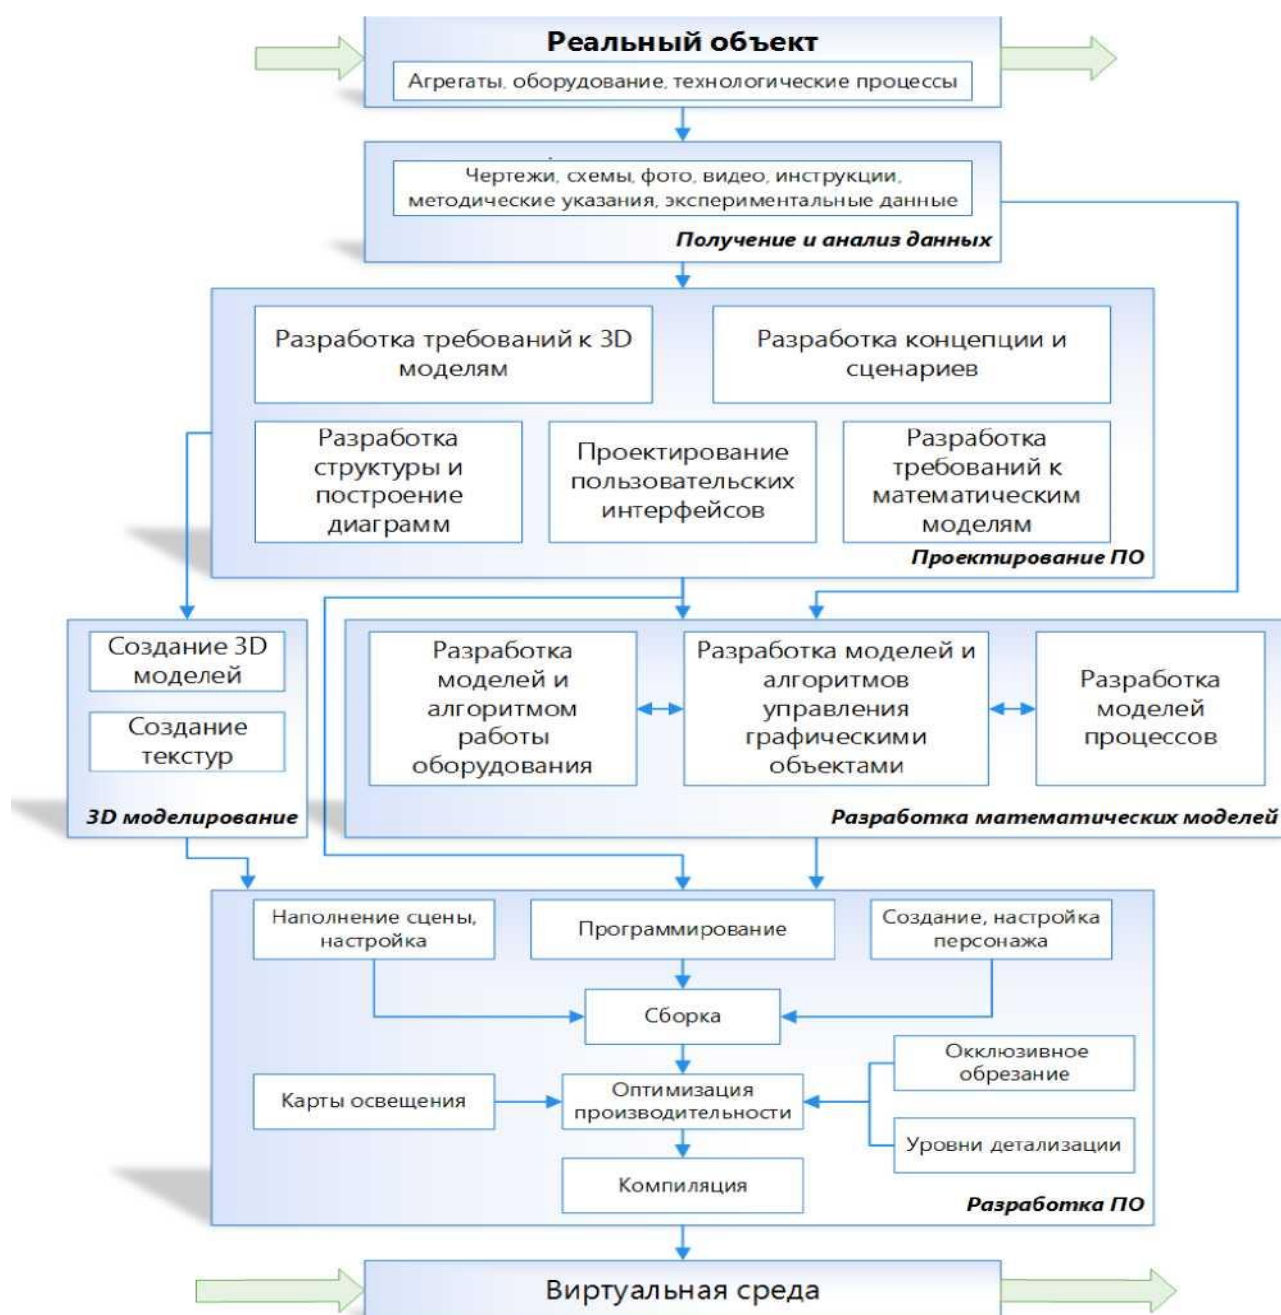 Реальный объект
Агрегаты, оборудование, технологические процессы
Чертежи, схемы, фото, видео, инструкции,
методические указания, экспериментальные данные
Получение и анализ данных
Разработка требований к 3D
моделям
Разработка концепции и
сценариев
Разработка
структуры и
построение
диаграмм
Проектирование
пользовательских
интерфейсов
Разработка
требований к
математическим
моделям
Проектирование ПО
Создание 3D
моделей
Создание
текстур
3D моделирование
Разработка
моделей и
алгоритмом
работы
оборудования
Разработка моделей и
алгоритмов
управления
графическими
объектами
Разработка
моделей
процессов
Разработка математических моделей
Наполнение сцены,
настройка
Программирование
Создание, настройка
персонажа
Сборка
Карты освещения
Оптимизация
производительности
Окклюзивное
обрезание
Уровни детализации
Компиляция
Разработка ПО
Виртуальная среда